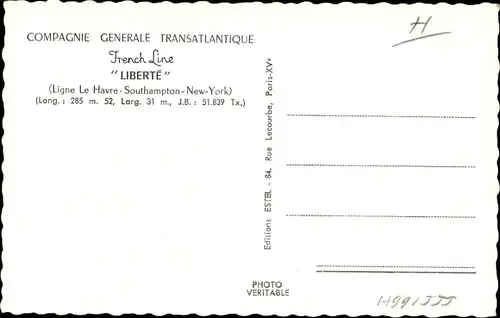 COMPAGNIE GENERALE TRANSATLANTIQUE
French Line
"LIBERTÉ"
(Ligne Le Havre-Southampton-New-York)
(Long.: 285 m. 52, Larg. 31 m., J.B.: 51.839 Tx,)
Editions ESTEL - 84, Rue Lecourbe, Paris-XVe
PHOTO
VERITABLE
H